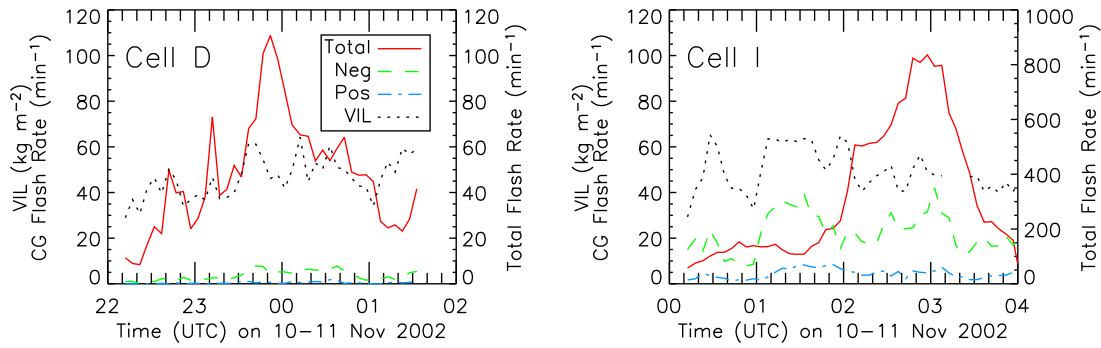 Cell D
Total
Neg
Pos
VIL
120
100
80
60
40
20
0
120
100
80
60
40
20
0
22
23
00
01
02
VIL (kg m⁻²)
CG Flash Rate (min⁻¹)
Total Flash Rate (min⁻¹)
Time (UTC) on 10-11 Nov 2002
Cell I
120
100
80
60
40
20
0
1000
800
600
400
200
0
00
01
02
03
04
VIL (kg m⁻²)
CG Flash Rate (min⁻¹)
Total Flash Rate (min⁻¹)
Time (UTC) on 10-11 Nov 2002